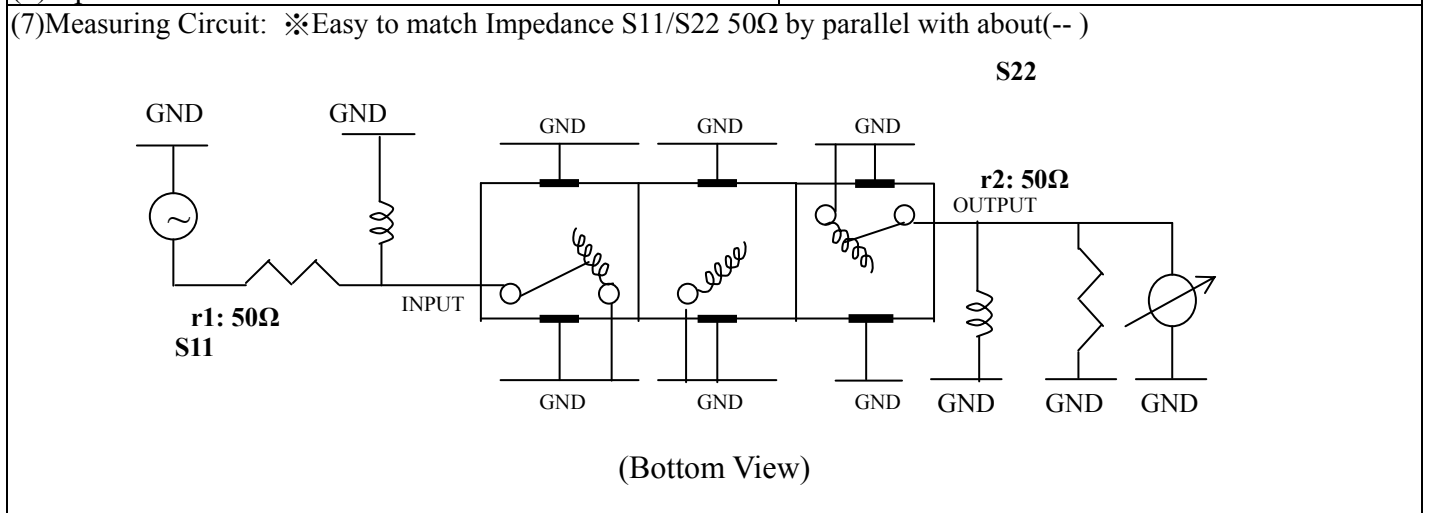 (7)Measuring Circuit: ※Easy to match Impedance S11/S22 50Ω by parallel with about(-- )
S22
GND GND GND GND GND
r2: 50Ω
OUTPUT
~
INPUT
r1: 50Ω
S11
GND GND GND GND GND GND
(Bottom View)